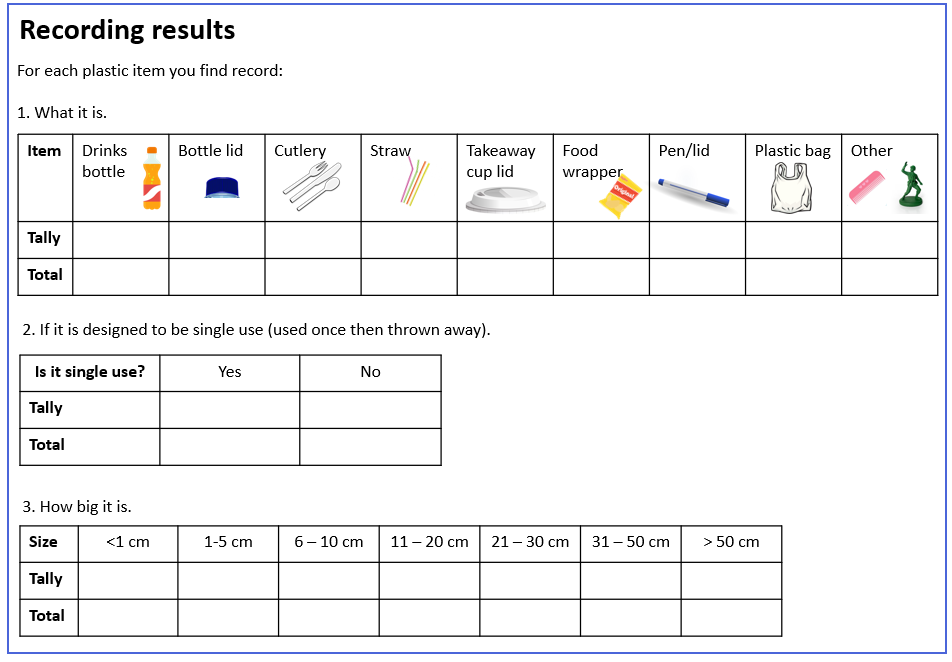 Recording results
For each plastic item you find record:
1. What it is.
Item Drinks bottle Bottle lid Cutlery Straw Takeaway cup lid Food wrapper Pen/lid Plastic bag Other
Original
Tally
Total
2. If it is designed to be single use (used once then thrown away).
Is it single use? Yes No
Tally
Total
3. How big it is.
Size <1 cm 1-5 cm 6 – 10 cm 11 – 20 cm 21 – 30 cm 31 – 50 cm > 50 cm
Tally
Total